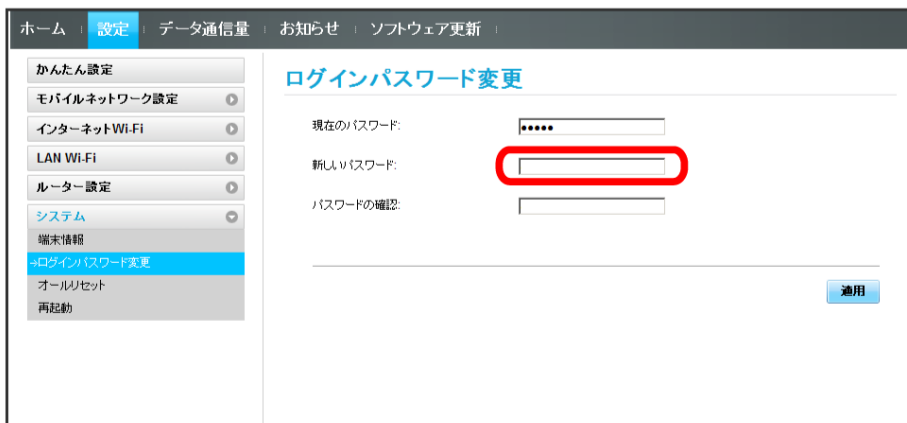 ホーム 設定 データ通信量 お知らせ ソフトウェア更新
かんたん設定
モバイルネットワーク設定
インターネットWi-Fi
LAN Wi-Fi
ルーター設定
システム
端末情報
→ログインパスワード変更
オールリセット
再起動
ログインパスワード変更
現在のパスワード: •••••
新しいパスワード:
パスワードの確認:
適用